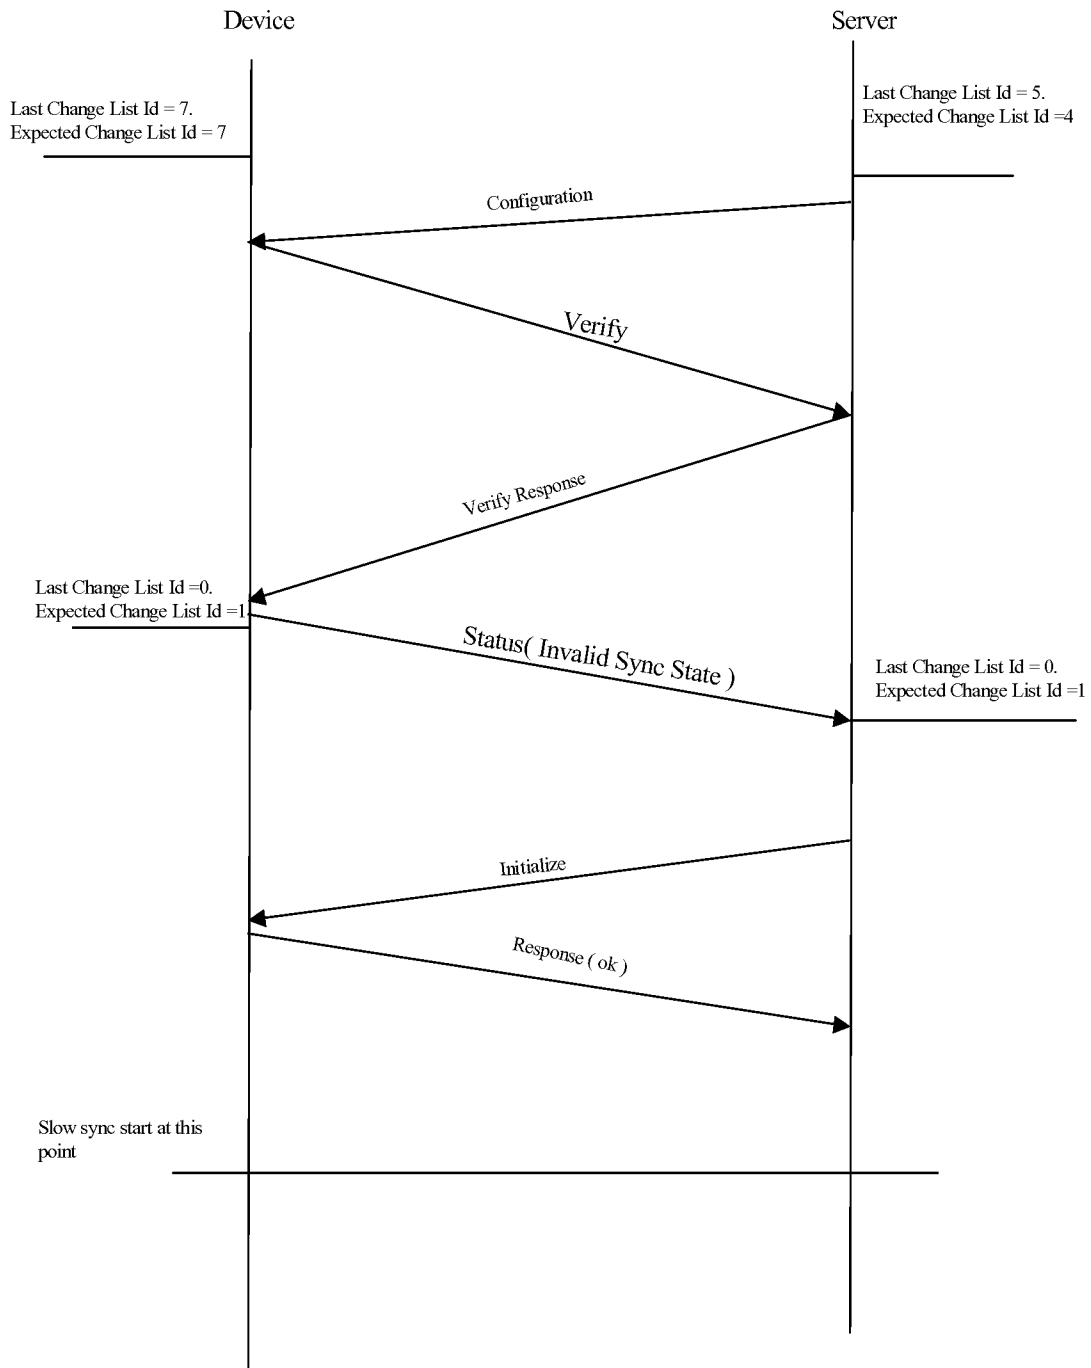 Device
Server
Last Change List Id = 7.
Expected Change List Id = 7
Last Change List Id = 5.
Expected Change List Id =4
Configuration
Verify
Verify Response
Last Change List Id =0.
Expected Change List Id =1
Status( Invalid Sync State )
Last Change List Id = 0.
Expected Change List Id =1
Initialize
Response ( ok )
Slow sync start at this
point